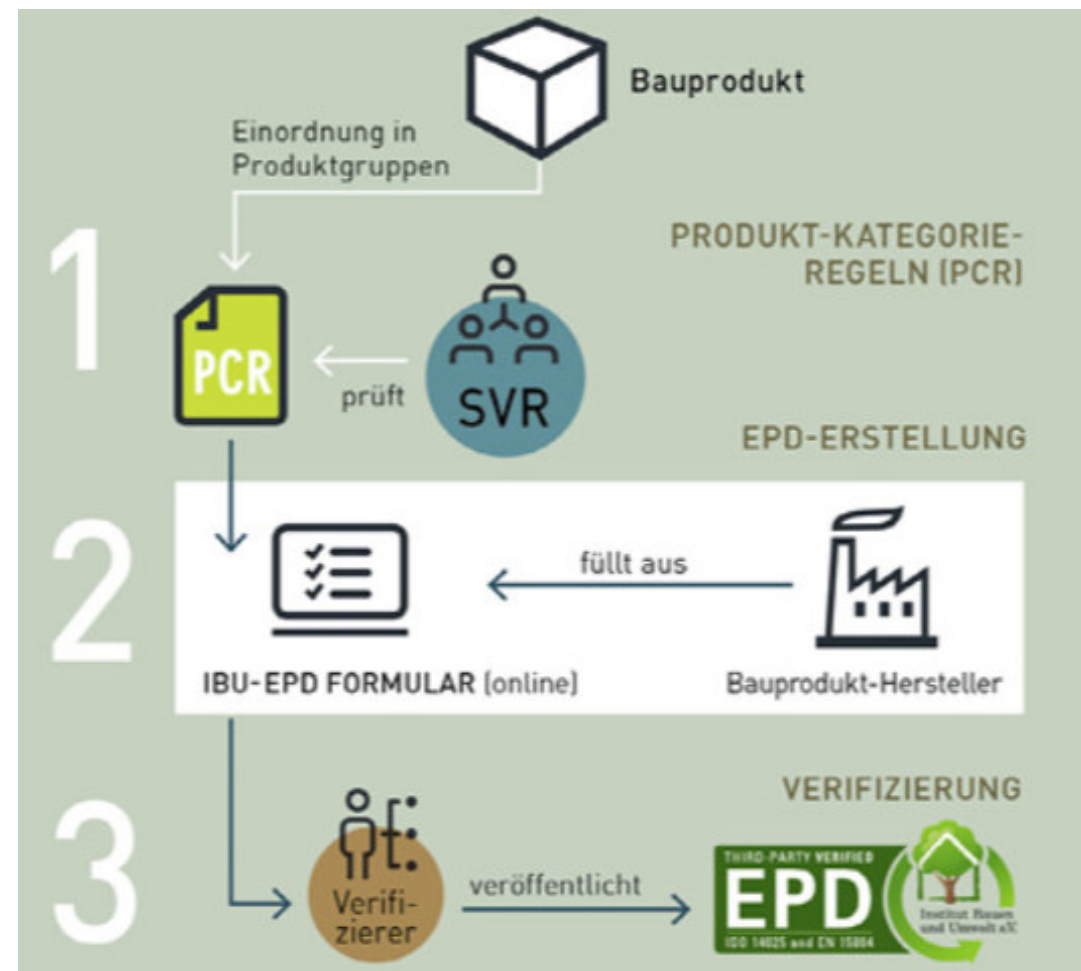 Bauprodukt
Einordnung in
Produktgruppen
1
PRODUKT-KATEGORIE-
REGELN (PCR)
PCR
prüft
SVR
EPD-ERSTELLUNG
2
füllt aus
IBU-EPD FORMULAR (online)
Bauprodukt-Hersteller
3
VERIFIZIERUNG
Verifi-
zierer
veröffentlicht
THIRD-PARTY VERIFIED
EPD
ISO 14025 and EN 15804
Institut Bauen
und Umwelt e.V.